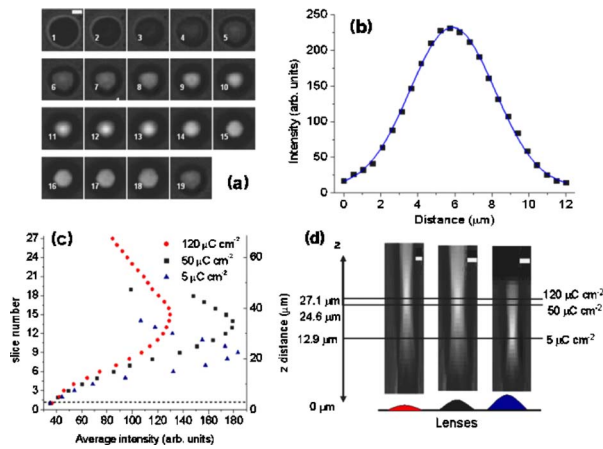 1 2 3 4 5
6 7 8 9 10
11 12 13 14 15
16 17 18 19
(a)
(b)
250
200
150
100
50
0
Intensity (arb. units)
0 2 4 6 8 10 12
Distance (μm)
(c)
120 μC cm⁻²
50 μC cm⁻²
5 μC cm⁻²
27
24
21
18
15
12
9
6
3
0
slice number
60
40
20
0
40 60 80 100 120 140 160 180
Average intensity (arb. units)
z distance (μm)
(d)
z
27.1 μm
24.6 μm
12.9 μm
0 μm
120 μC cm⁻²
50 μC cm⁻²
5 μC cm⁻²
Lenses